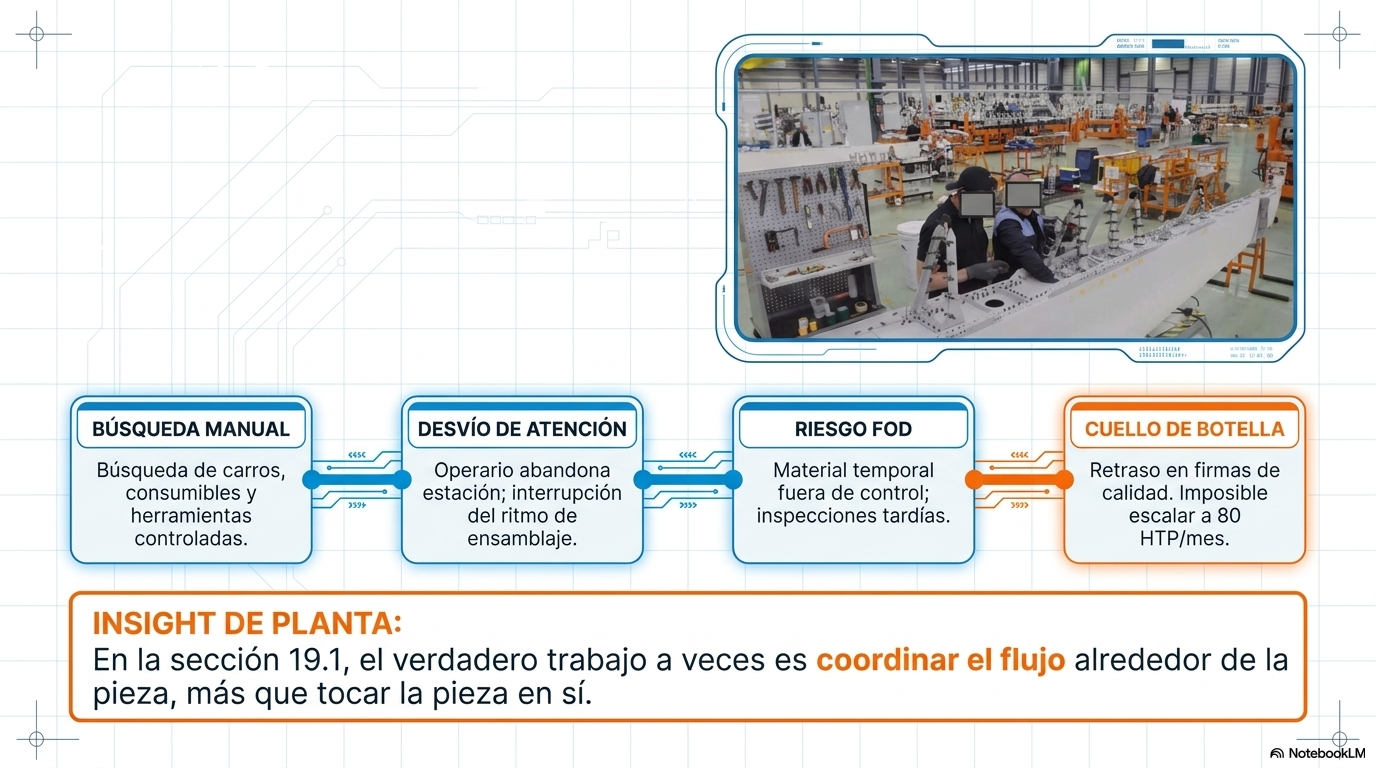 BÚSQUEDA MANUAL
Búsqueda de carros,
consumibles y
herramientas
controladas.
DESVÍO DE ATENCIÓN
Operario abandona
estación; interrupción
del ritmo de
ensamblaje.
RIESGO FOD
Material temporal
fuera de control;
inspecciones tardías.
CUELLO DE BOTELLA
Retraso en firmas de
calidad. Imposible
escalar a 80
HTP/mes.
INSIGHT DE PLANTA:
En la sección 19.1, el verdadero trabajo a veces es coordinar el flujo alrededor de la
pieza, más que tocar la pieza en sí.
NotebookLM